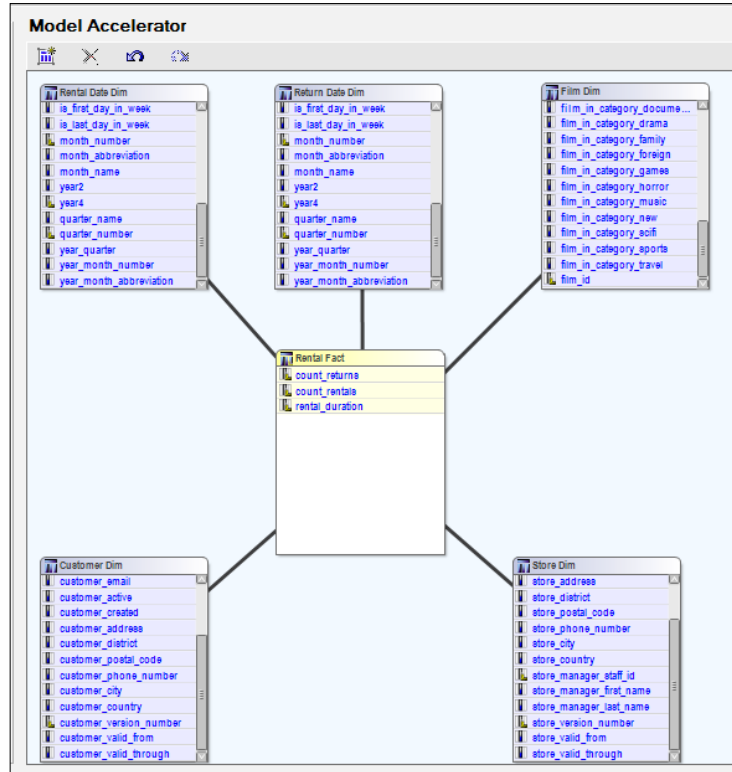 Model Accelerator
Rental Date Dim
is_first_day_in_week
is_last_day_in_week
month_number
month_abbreviation
month_name
year2
year4
quarter_name
quarter_number
year_quarter
year_month_number
year_month_abbreviation
Return Date Dim
is_first_day_in_week
is_last_day_in_week
month_number
month_abbreviation
month_name
year2
year4
quarter_name
quarter_number
year_quarter
year_month_number
year_month_abbreviation
Film Dim
film_in_category_docume...
film_in_category_drama
film_in_category_family
film_in_category_foreign
film_in_category_games
film_in_category_horror
film_in_category_music
film_in_category_new
film_in_category_scifi
film_in_category_sports
film_in_category_travel
film_id
Rental Fact
count_returns
count_rentals
rental_duration
Customer Dim
customer_email
customer_active
customer_created
customer_address
customer_district
customer_postal_code
customer_phone_number
customer_city
customer_country
customer_version_number
customer_valid_from
customer_valid_through
Store Dim
store_address
store_district
store_postal_code
store_phone_number
store_city
store_country
store_manager_staff_id
store_manager_first_name
store_manager_last_name
store_version_number
store_valid_from
store_valid_through